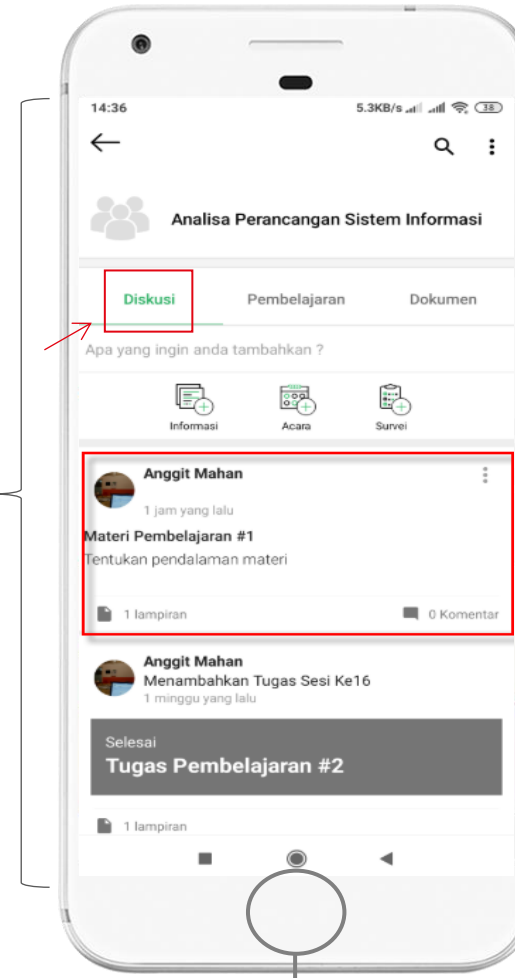 14:36 5.3KB/s 38
Analisa Perancangan Sistem Informasi
Diskusi Pembelajaran Dokumen
Apa yang ingin anda tambahkan ?
Informasi Acara Survei
Anggit Mahan
1 jam yang lalu
Materi Pembelajaran #1
Tentukan pendalaman materi
1 lampiran 0 Komentar
Anggit Mahan
Menambahkan Tugas Sesi Ke16
1 minggu yang lalu
Selesai
Tugas Pembelajaran #2
1 lampiran